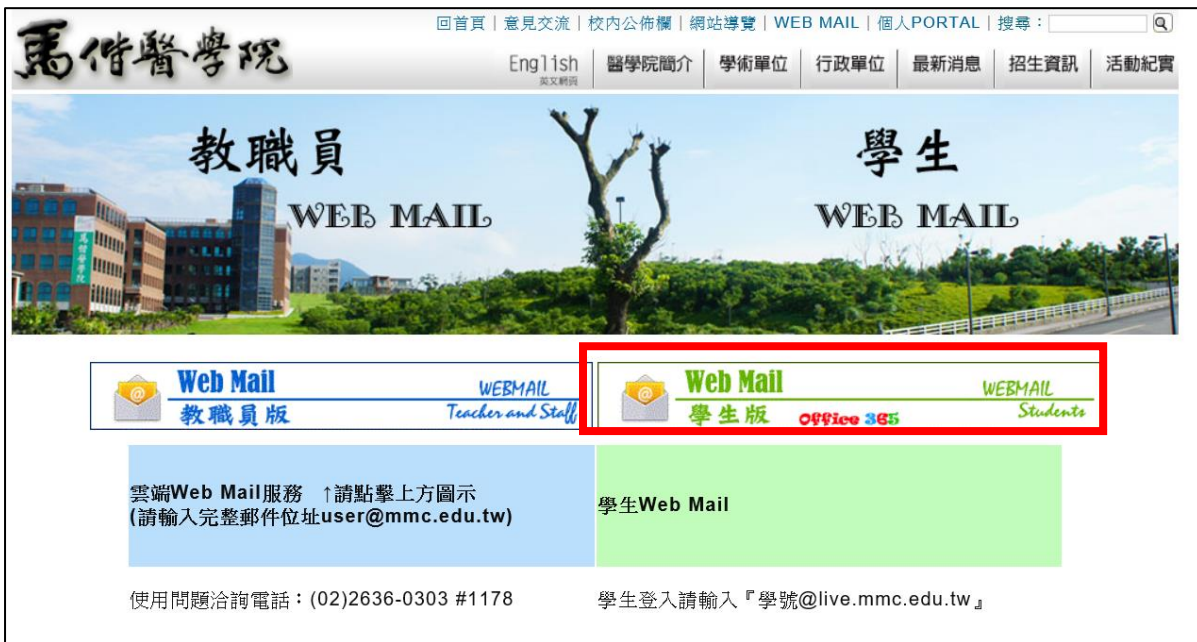 馬偕醫學院
回首頁|意見交流|校內公佈欄|網站導覽|WEB MAIL|個人PORTAL|搜尋：
English 醫學院簡介 學術單位 行政單位 最新消息 招生資訊 活動紀實
英文網頁
教職員
WEB MAIL
學生
WEB MAIL
馬偕醫學院
Web Mail
教職員版
WEBMAIL
Teacher and Staff
Web Mail
學生版 Office 365
WEBMAIL
Students
雲端Web Mail服務 ↑請點擊上方圖示
(請輸入完整郵件位址user@mmc.edu.tw)
學生Web Mail
使用問題洽詢電話：(02)2636-0303 #1178
學生登入請輸入『學號@live.mmc.edu.tw』